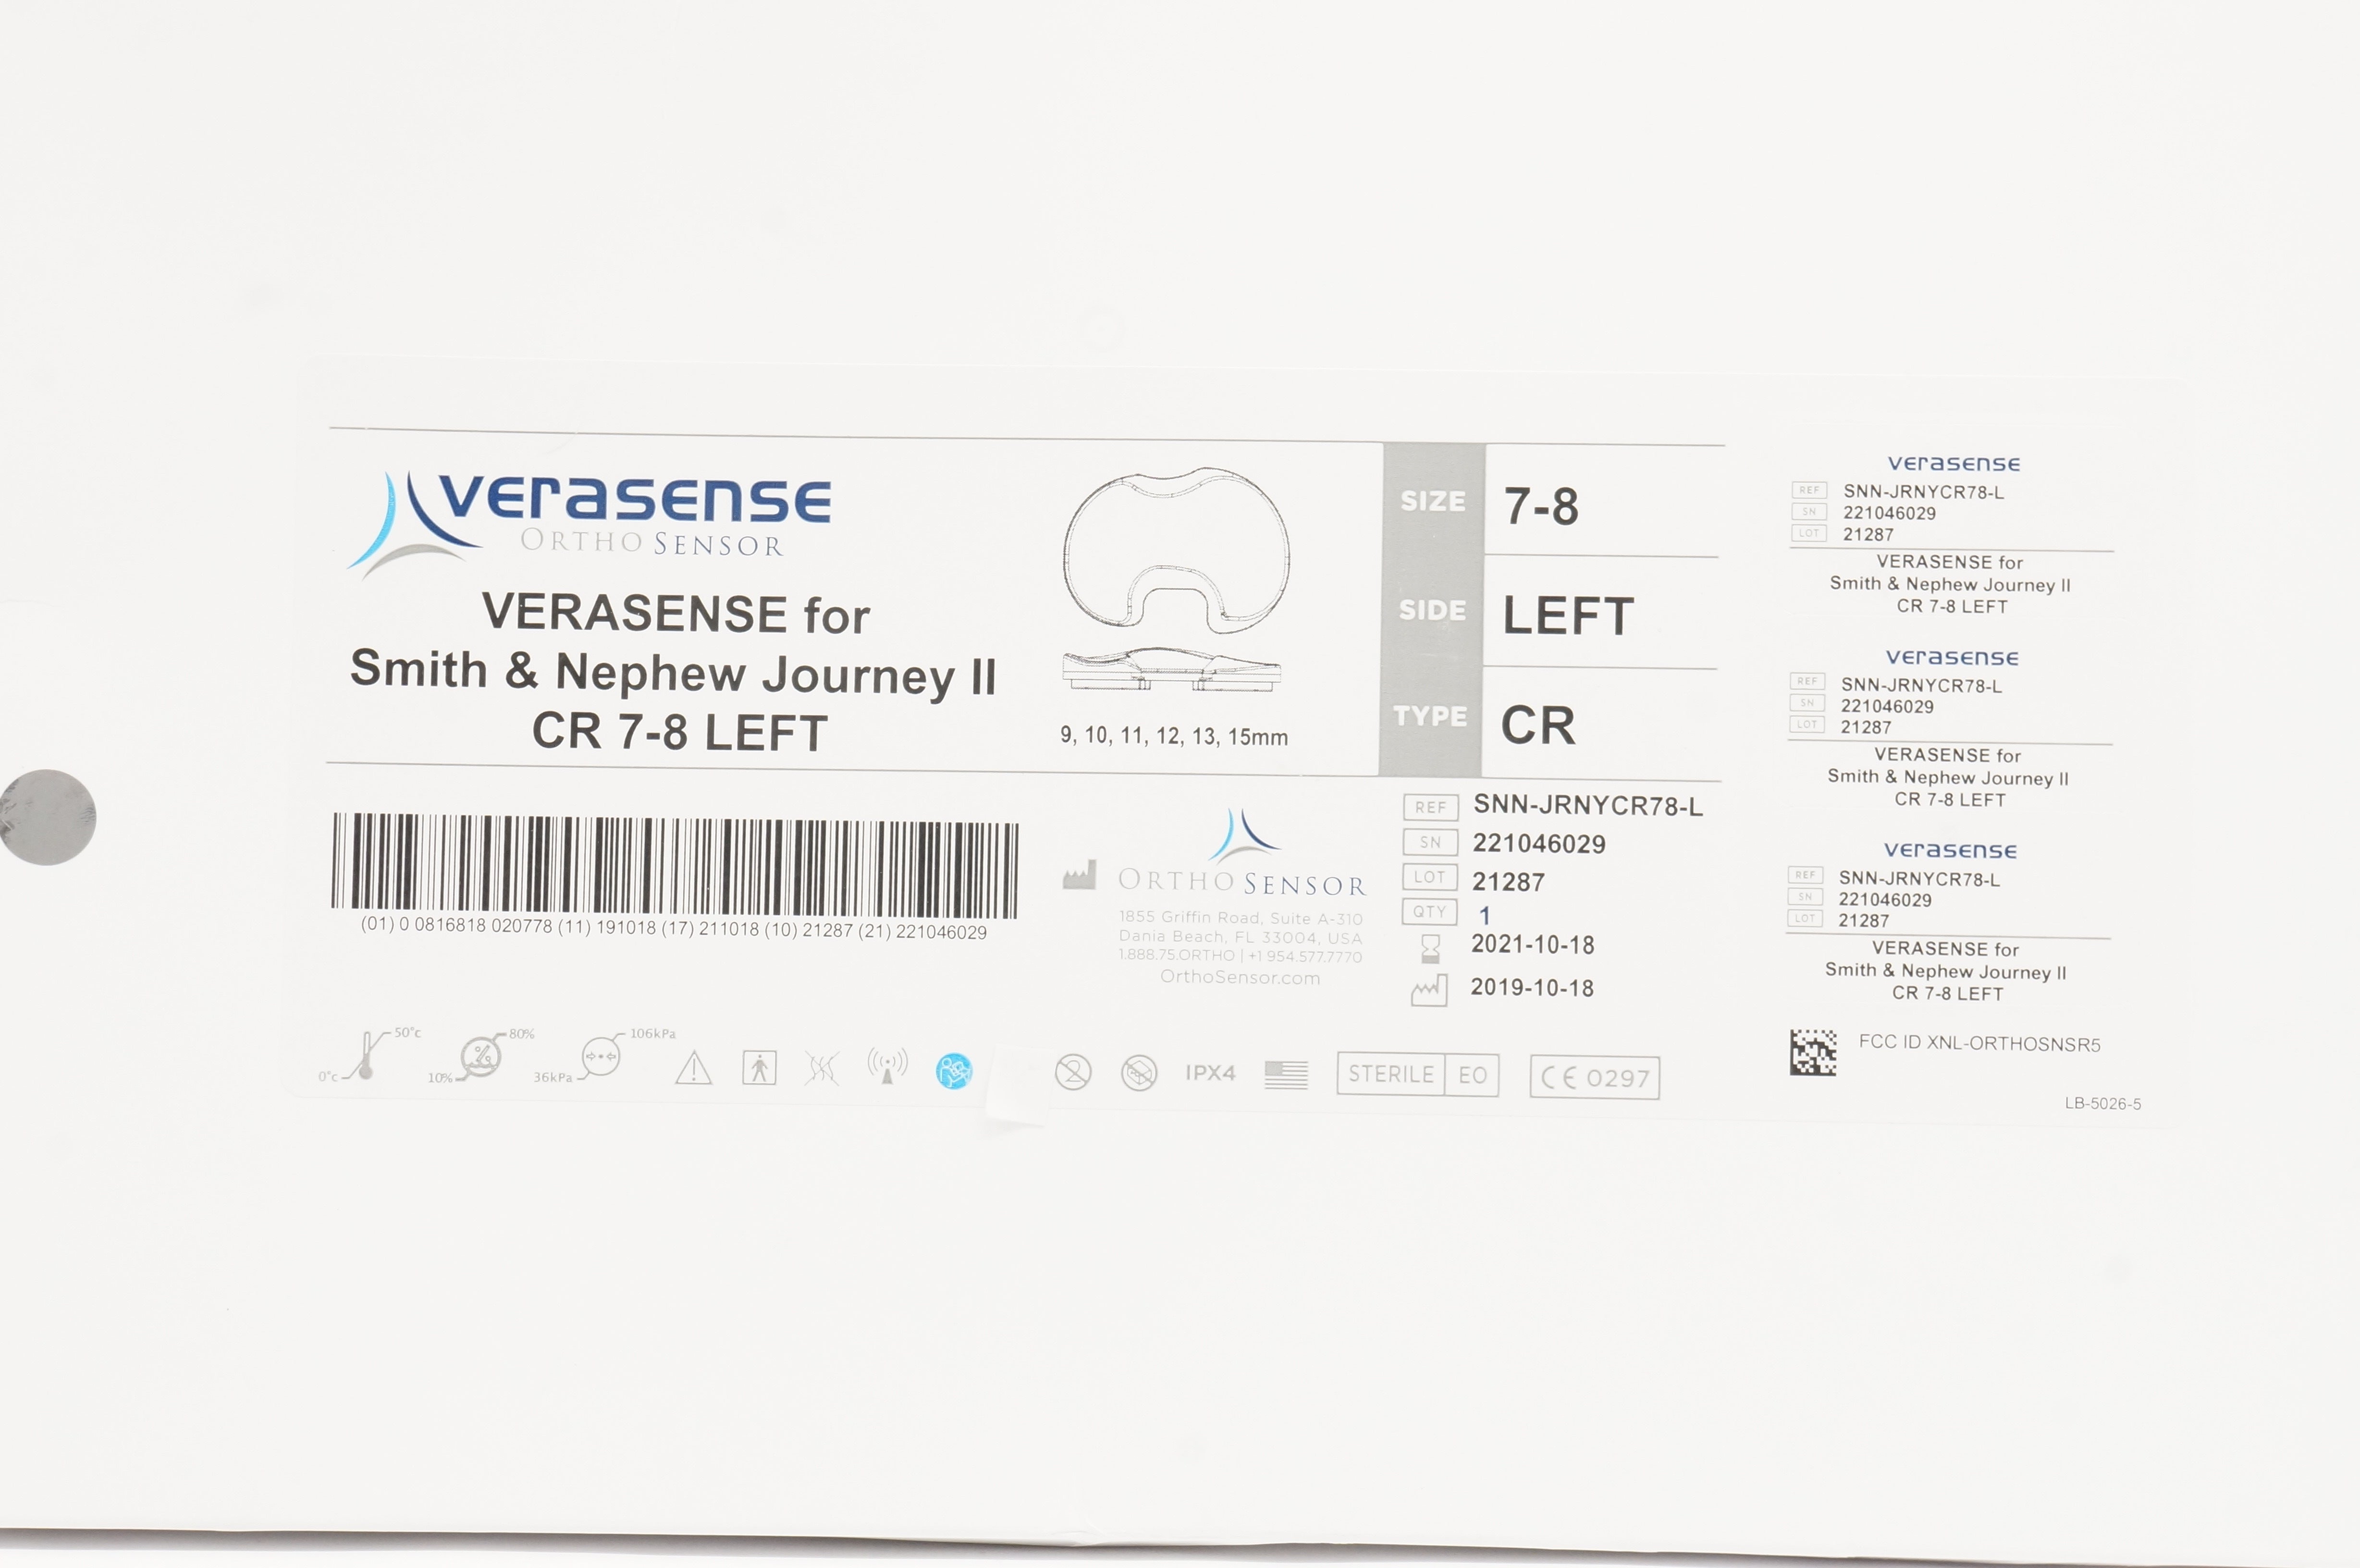 verasense
ORTHOSENSOR
VERASENSE for
Smith & Nephew Journey II
CR 7-8 LEFT
9, 10, 11, 12, 13, 15mm
SIZE 7-8
SIDE LEFT
TYPE CR
(01) 0 0816818 020778 (11) 191018 (17) 211018 (10) 21287 (21) 221046029
ORTHOSENSOR
1855 Griffin Road, Suite A-310
Dania Beach, FL 33004, USA
1.888.75.ORTHO | +1 954.577.7770
OrthoSensor.com
REF SNN-JRNYCR78-L
SN 221046029
LOT 21287
QTY 1
2021-10-18
2019-10-18
0°c 50°c
10% 80%
36kPa 106kPa
IPX4
STERILE EO
CE 0297
verasense
REF SNN-JRNYCR78-L
SN 221046029
LOT 21287
VERASENSE for
Smith & Nephew Journey II
CR 7-8 LEFT
verasense
REF SNN-JRNYCR78-L
SN 221046029
LOT 21287
VERASENSE for
Smith & Nephew Journey II
CR 7-8 LEFT
verasense
REF SNN-JRNYCR78-L
SN 221046029
LOT 21287
VERASENSE for
Smith & Nephew Journey II
CR 7-8 LEFT
FCC ID XNL-ORTHOSNSR5
LB-5026-5